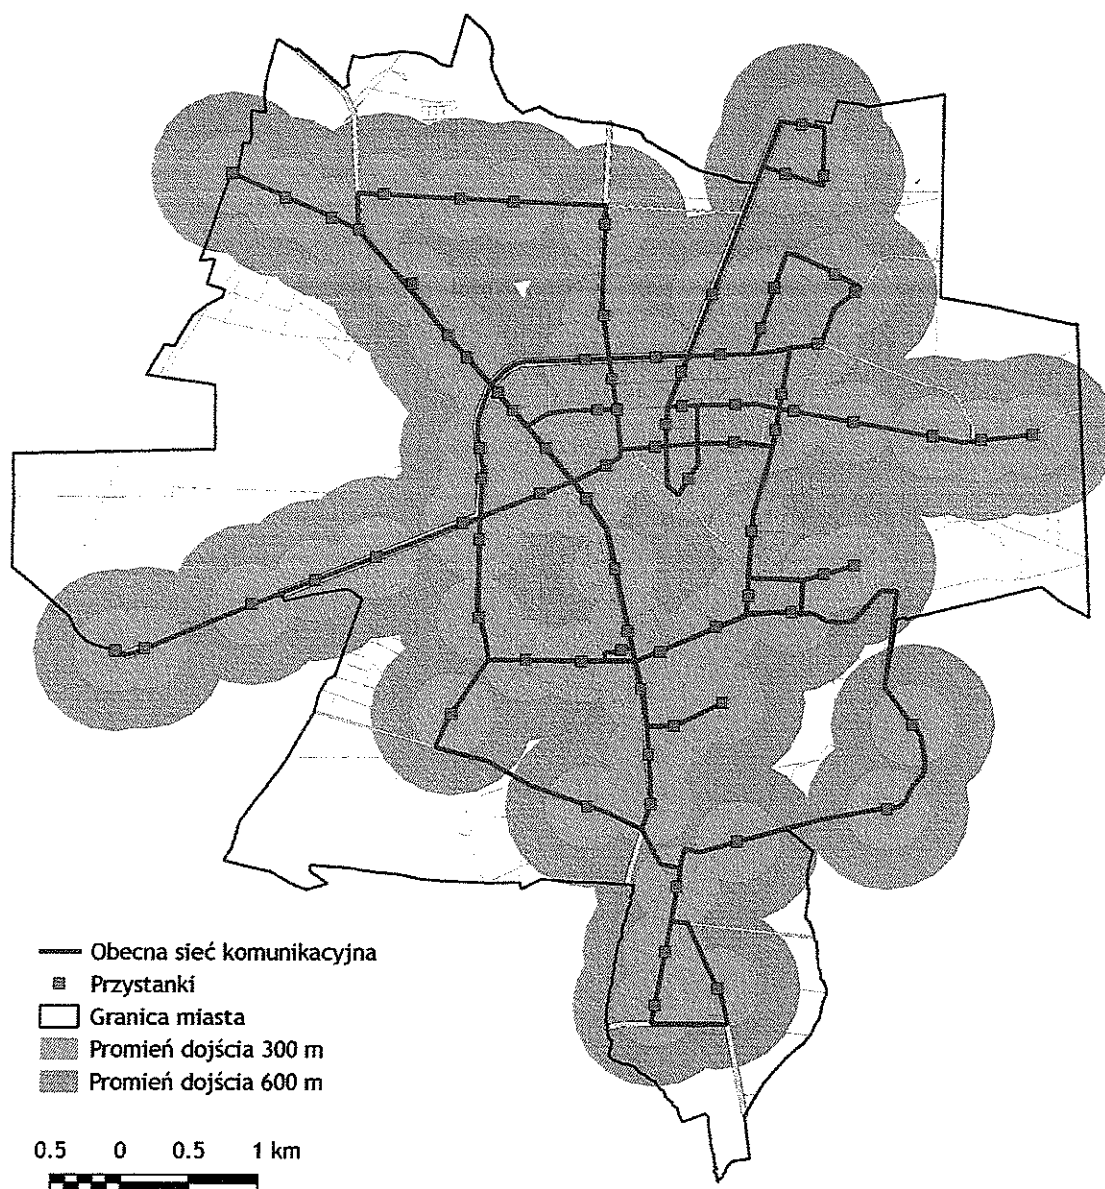 Obecna sieć komunikacyjna
Przystanki
Granica miasta
Promień dojścia 300 m
Promień dojścia 600 m
0.5 0 0.5 1 km